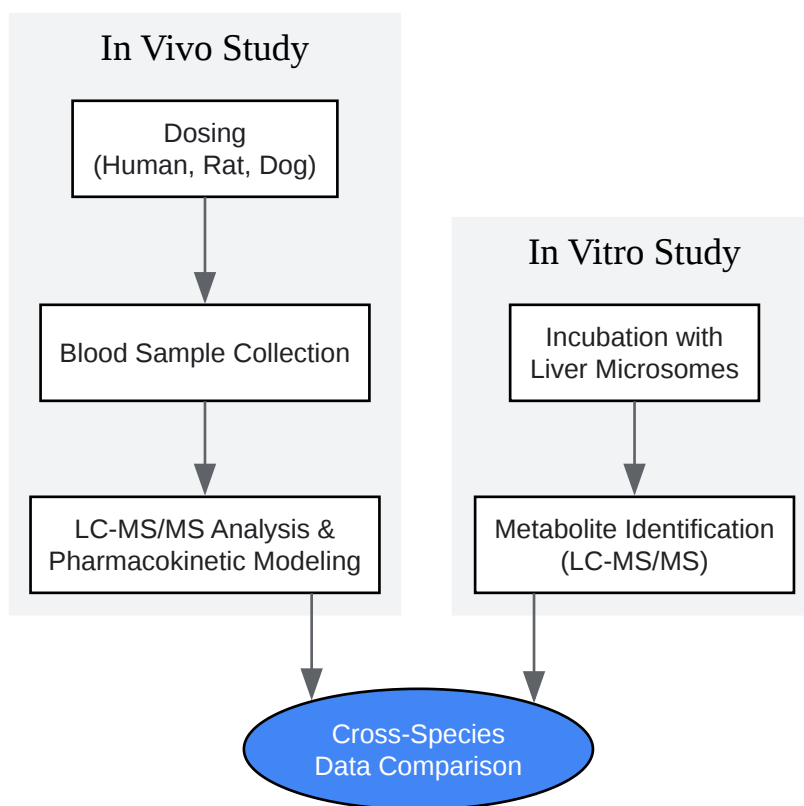 In Vivo Study
Dosing
(Human, Rat, Dog)
Blood Sample Collection
LC-MS/MS Analysis &
Pharmacokinetic Modeling
In Vitro Study
Incubation with
Liver Microsomes
Metabolite Identification
(LC-MS/MS)
Cross-Species
Data Comparison